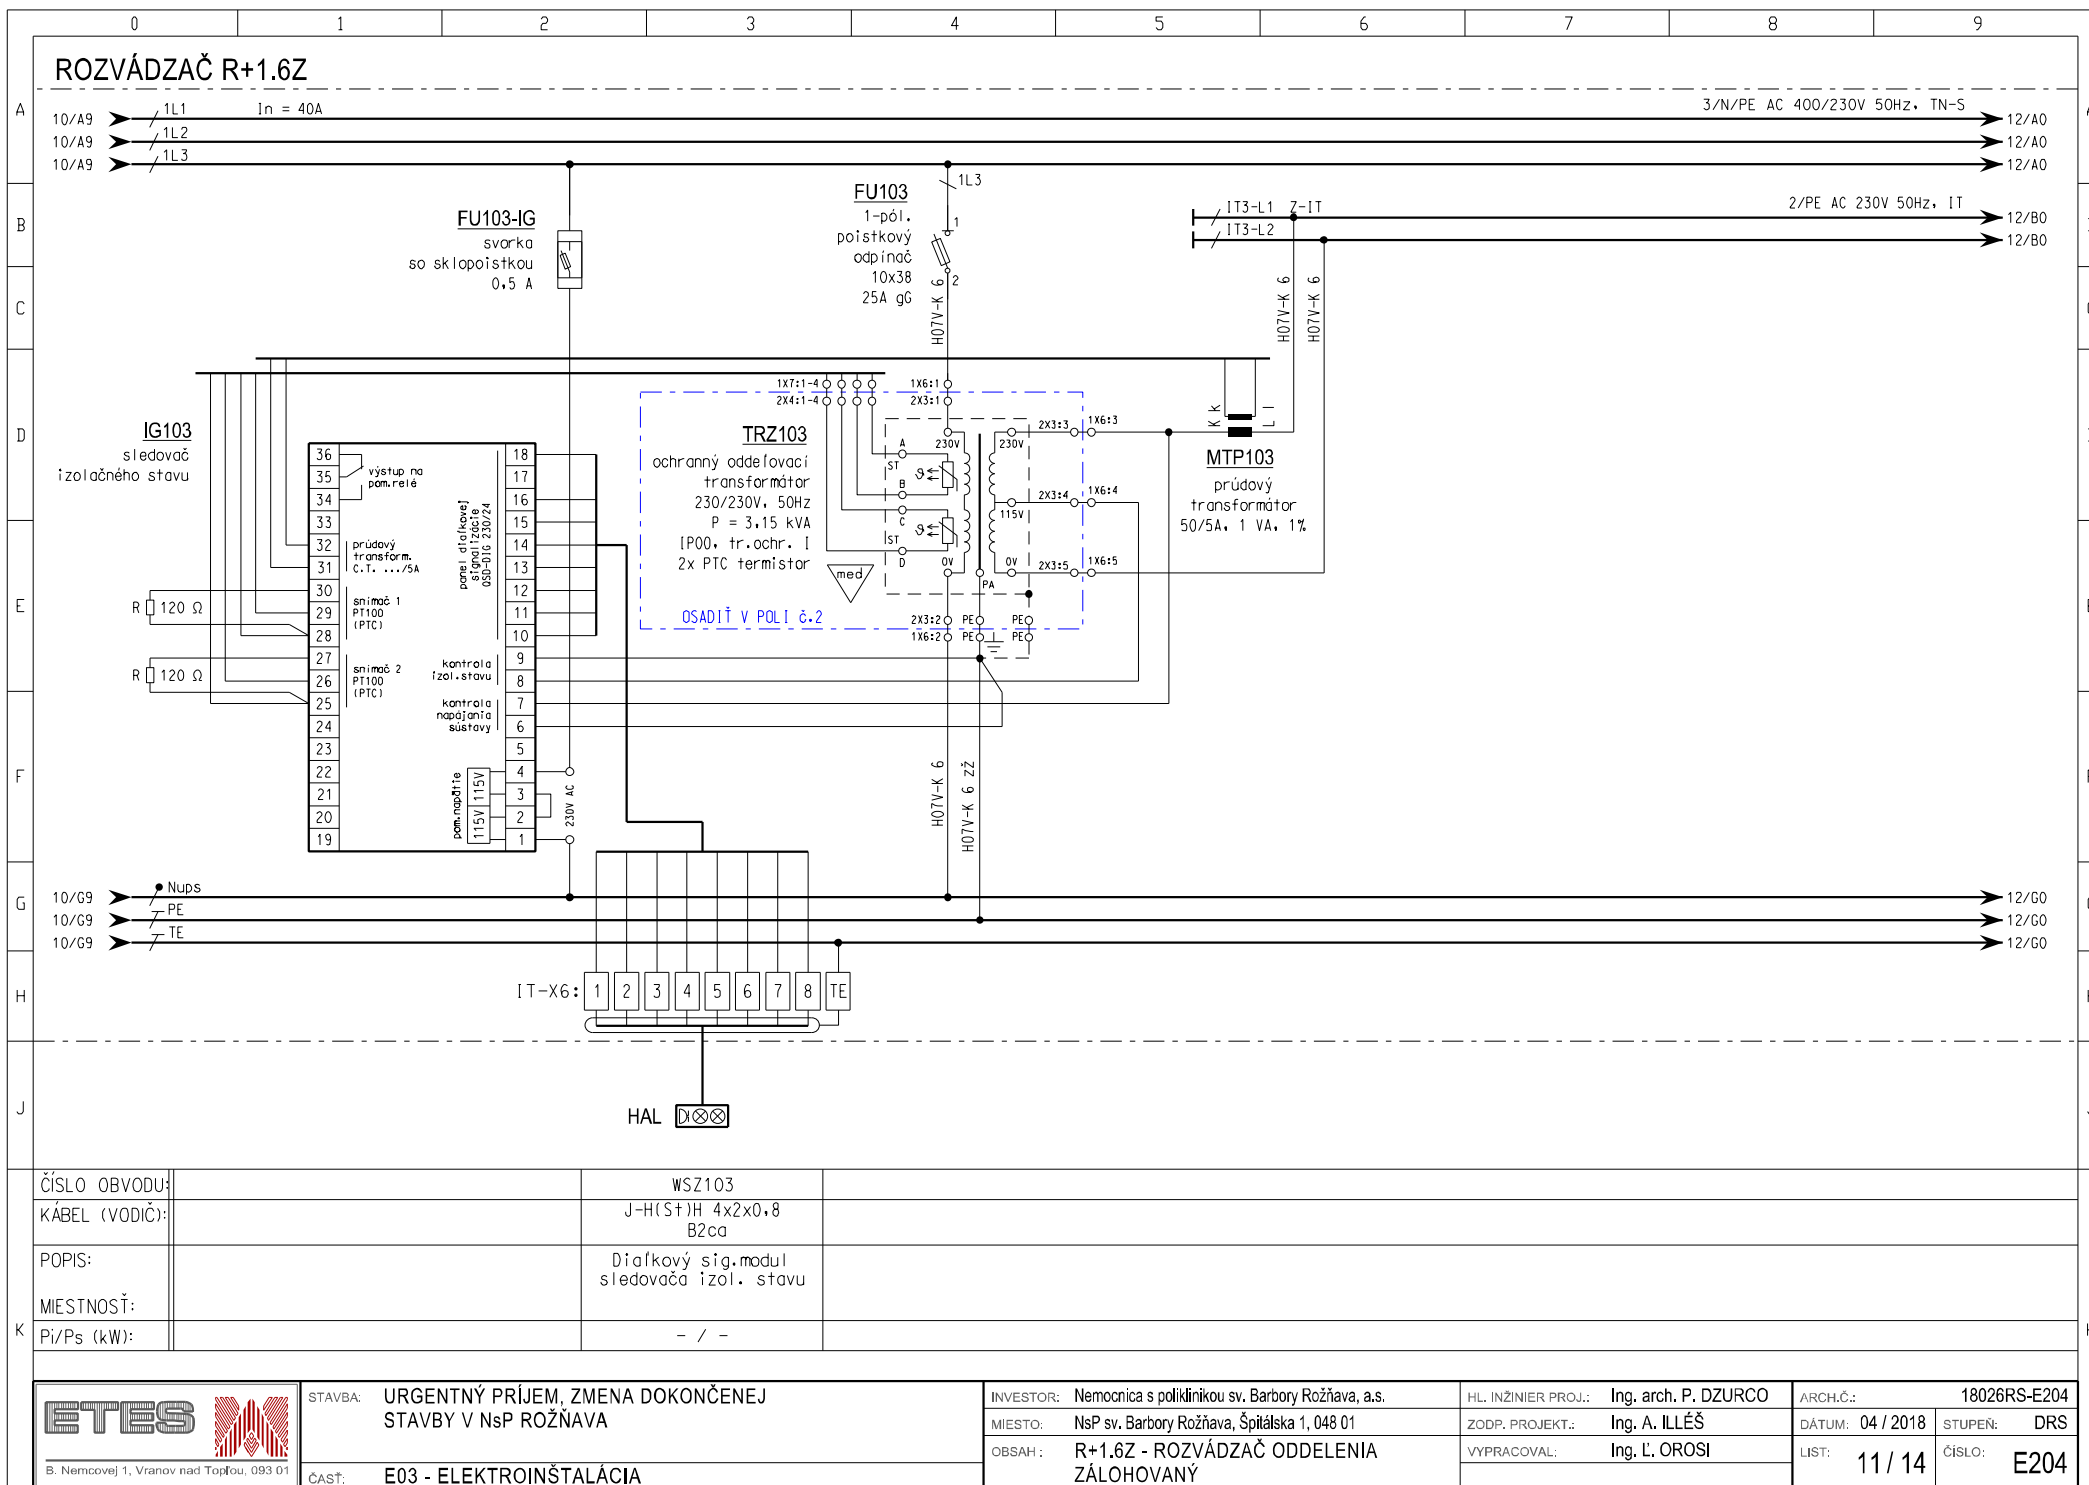 0 1 2 3 4 5 6 7 8 9
ROZVÁDZAČ R+1.6Z
A
10/A9 1L1 In = 40A 3/N/PE AC 400/230V 50Hz, TN-S 12/A0
10/A9 1L2 12/A0
10/A9 1L3 12/A0
B
FU103-IG
svorka
so sklopoistkou
0,5 A
FU103
1-pól.
poistkový
odpínač
10x38
25A gG
1L3
1
2
H07V-K 6
IT3-L1 Z-IT 2/PE AC 230V 50Hz, IT 12/B0
IT3-L2 12/B0
H07V-K 6
H07V-K 6
C
D
IG103
sledovač
izolačného stavu
36
35
34
33
32
31
30
29
28
27
26
25
24
23
22
21
20
19
výstup na
pom.relé
prúdový
transform.
C.T. .../5A
snímač 1
PT100
(PTC)
snímač 2
PT100
(PTC)
R 120 Ω
R 120 Ω
panel diaľkovej
signalizácie
QSD-DIG 230/24
kontrola
izol.stavu
kontrola
napájania
sústavy
pom.napätie
115V 115V
18
17
16
15
14
13
12
11
10
9
8
7
6
5
4
3
2
1
230V AC
1X7:1-4
2X4:1-4
1X6:1
2X3:1
TRZ103
ochranný oddeľovací
transformátor
230/230V, 50Hz
P = 3,15 kVA
IP00, tr.ochr. I
2x PTC termistor
med
OSADIŤ V POLI č.2
A
ST
B
C
ST
D
ϑ
ϑ
230V
0V
230V
115V
0V
PA
2X3:3 1X6:3
2X3:4 1X6:4
2X3:5 1X6:5
2X3:2 PE PE
1X6:2 PE PE
K k
L l
MTP103
prúdový
transformátor
50/5A, 1 VA, 1%
E
F
H07V-K 6
H07V-K 6 zž
G
10/G9 Nups 12/G0
10/G9 PE 12/G0
10/G9 TE 12/G0
H
IT-X6: 1 2 3 4 5 6 7 8 TE
J
HAL
K
ČÍSLO OBVODU: WSZ103
KÁBEL (VODIČ): J-H(St)H 4x2x0,8
B2ca
POPIS: Diaľkový sig.modul
sledovača izol. stavu
MIESTNOSŤ:
Pi/Ps (kW): - / -
ETES
B. Nemcovej 1, Vranov nad Topľou, 093 01
STAVBA: URGENTNÝ PRÍJEM, ZMENA DOKONČENEJ
STAVBY V NsP ROŽŇAVA
ČASŤ: E03 - ELEKTROINŠTALÁCIA
INVESTOR: Nemocnica s poliklinikou sv. Barbory Rožňava, a.s.
MIESTO: NsP sv. Barbory Rožňava, Špitálska 1, 048 01
OBSAH: R+1.6Z - ROZVÁDZAČ ODDELENIA
ZÁLOHOVANÝ
HL. INŽINIER PROJ.: Ing. arch. P. DZURCO
ZODP. PROJEKT.: Ing. A. ILLÉŠ
VYPRACOVAL: Ing. Ľ. OROSI
ARCH.Č.: 18026RS-E204
DÁTUM: 04 / 2018 STUPEŇ: DRS
LIST: 11 / 14 ČÍSLO: E204